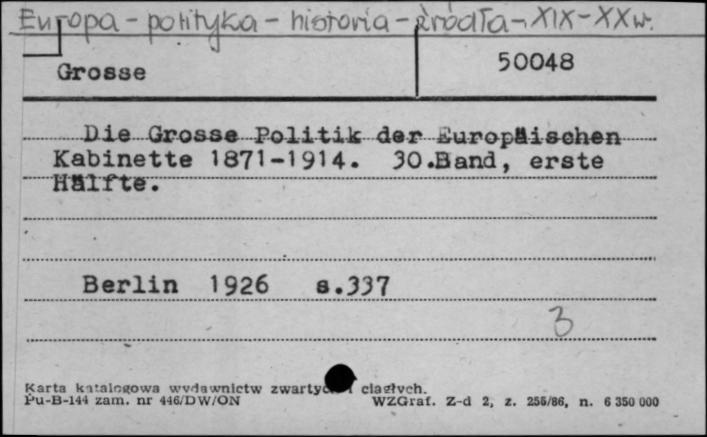 Europa - polityka - historia - źródła - XIX - XX w.
Grosse
50048
Die Grosse Politik der Europäischen
Kabinette 1871-1914. 30.Band, erste
Hälfte.
Berlin 1926 s.337
3
Karta katalogowa wydawnictw zwartych i ciągłych.
Pu-B-144 zam. nr 446/DW/ON
WZGraf. Z-d 2, z. 255/86, n. 6 350 000